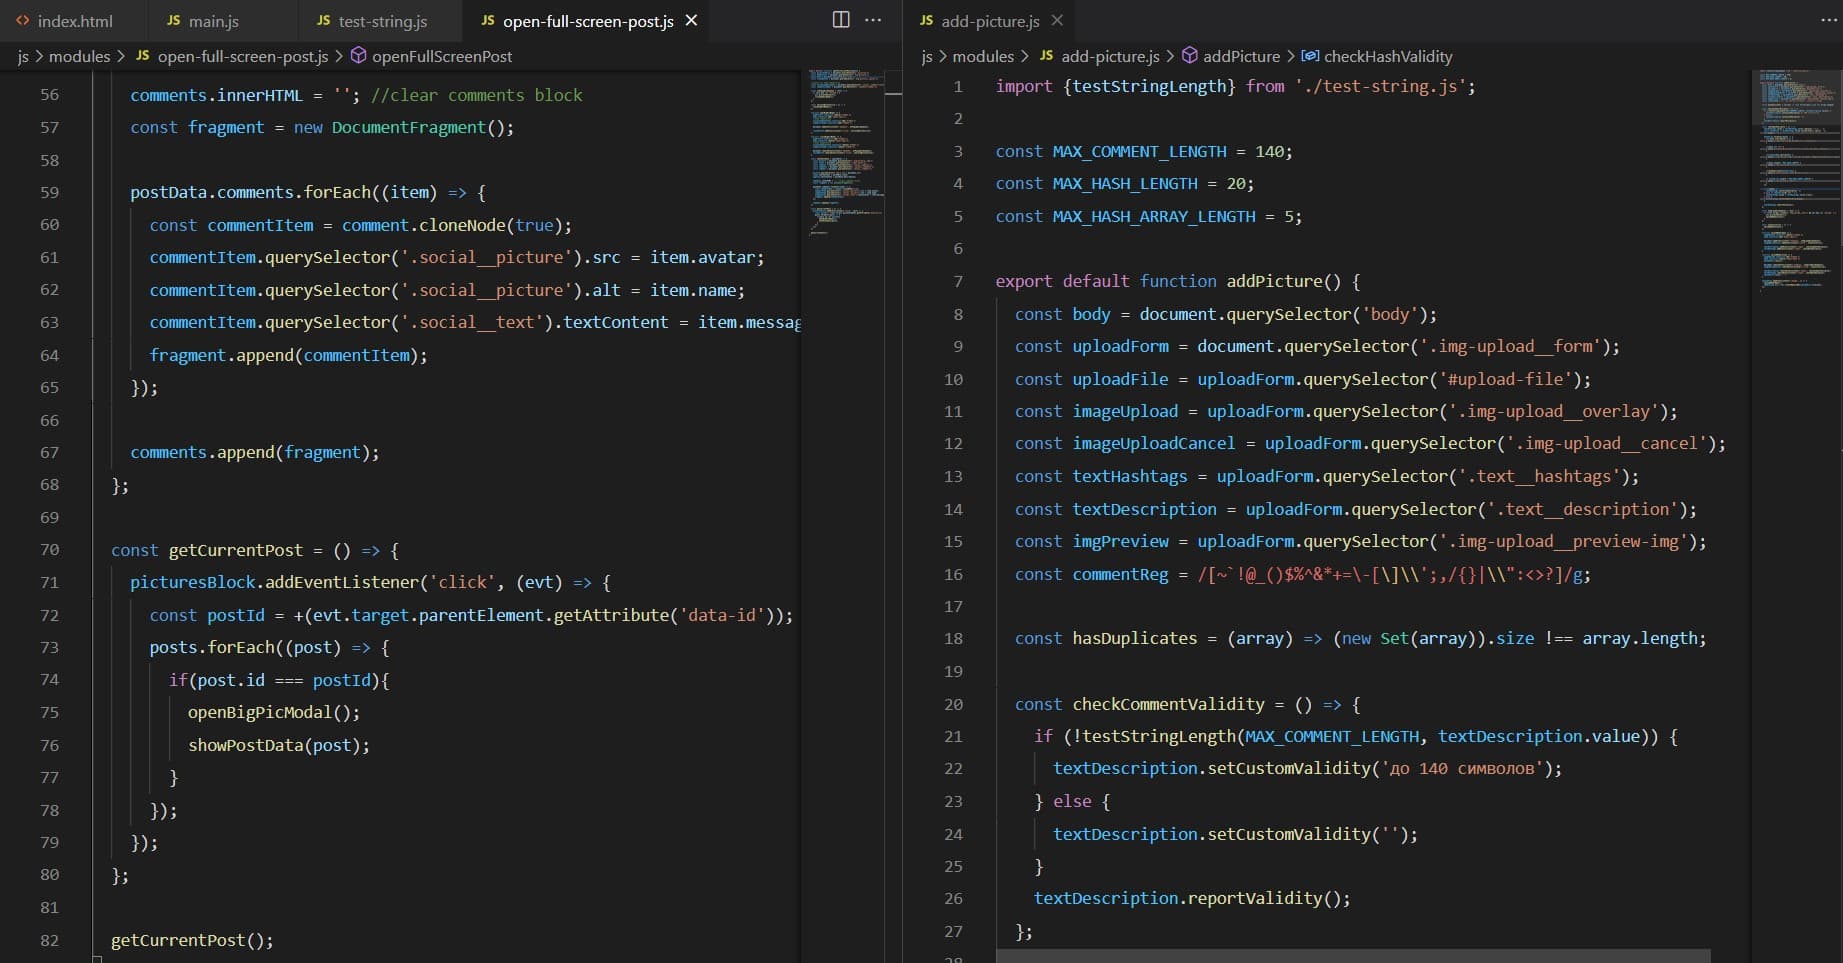 index.html
JS main.js
JS test-string.js
JS open-full-screen-post.js
js > modules > JS open-full-screen-post.js > openFullScreenPost
56 comments.innerHTML = ''; //clear comments block
57 const fragment = new DocumentFragment();
58
59 postData.comments.forEach((item) => {
60 const commentItem = comment.cloneNode(true);
61 commentItem.querySelector('.social__picture').src = item.avatar;
62 commentItem.querySelector('.social__picture').alt = item.name;
63 commentItem.querySelector('.social__text').textContent = item.messag
64 fragment.append(commentItem);
65 });
66
67 comments.append(fragment);
68 };
69
70 const getCurrentPost = () => {
71 picturesBlock.addEventListener('click', (evt) => {
72 const postId = +(evt.target.parentElement.getAttribute('data-id'));
73 posts.forEach((post) => {
74 if(post.id === postId){
75 openBigPicModal();
76 showPostData(post);
77 }
78 });
79 });
80 };
81
82 getCurrentPost();
JS add-picture.js
js > modules > JS add-picture.js > addPicture > checkHashValidity
1 import {testStringLength} from './test-string.js';
2
3 const MAX_COMMENT_LENGTH = 140;
4 const MAX_HASH_LENGTH = 20;
5 const MAX_HASH_ARRAY_LENGTH = 5;
6
7 export default function addPicture() {
8 const body = document.querySelector('body');
9 const uploadForm = document.querySelector('.img-upload__form');
10 const uploadFile = uploadForm.querySelector('#upload-file');
11 const imageUpload = uploadForm.querySelector('.img-upload__overlay');
12 const imageUploadCancel = uploadForm.querySelector('.img-upload__cancel');
13 const textHashtags = uploadForm.querySelector('.text__hashtags');
14 const textDescription = uploadForm.querySelector('.text__description');
15 const imgPreview = uploadForm.querySelector('.img-upload__preview-img');
16 const commentReg = /[~`!@_()$%^&*+=\-[\]\\';,/{}|\\":<>?]/g;
17
18 const hasDuplicates = (array) => (new Set(array)).size !== array.length;
19
20 const checkCommentValidity = () => {
21 if (!testStringLength(MAX_COMMENT_LENGTH, textDescription.value)) {
22 textDescription.setCustomValidity('до 140 символов');
23 } else {
24 textDescription.setCustomValidity('');
25 }
26 textDescription.reportValidity();
27 };
28